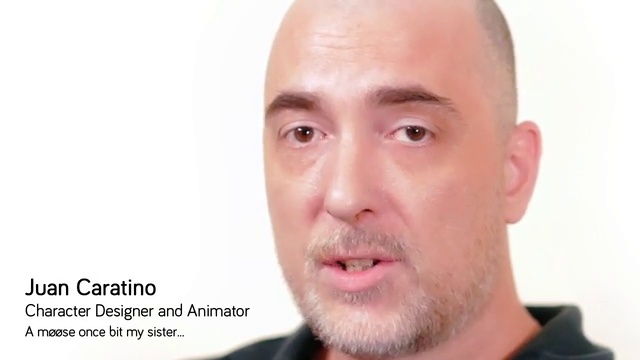 Juan Caratino
Character Designer and Animator
A møøse once bit my sister...